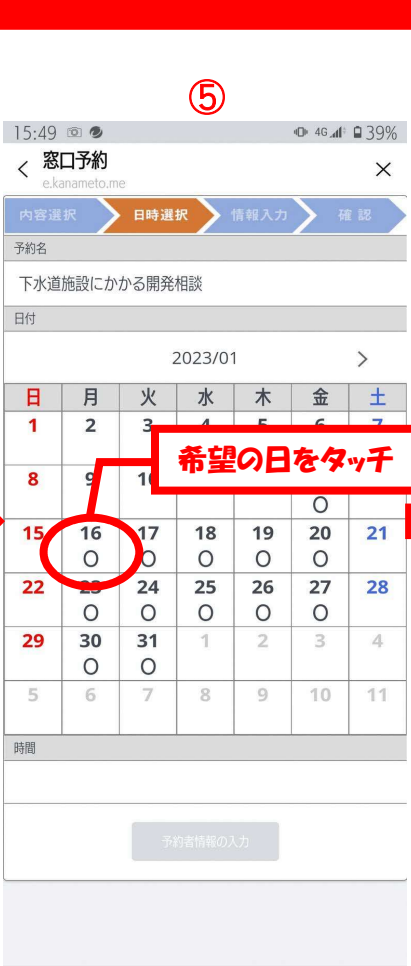 ⑤
15:49 4G 39%
窓口予約
e.kanameto.me
内容選択 日時選択 情報入力 確認
予約名
下水道施設にかかる開発相談
日付
2023/01
日 月 火 水 木 金 土
1 2 3
希望の日をタッチ
8 9
○
15 16 17 18 19 20 21
○ ○ ○ ○ ○
22 23 24 25 26 27 28
○ ○ ○ ○ ○
29 30 31 1 2 3 4
○ ○
5 6 7 8 9 10 11
時間
予約者情報の入力